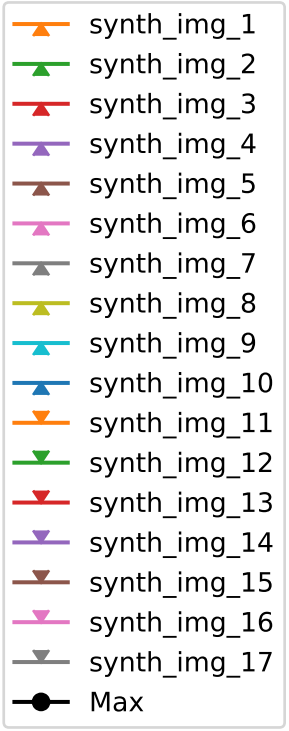 synth_img_1
synth_img_2
synth_img_3
synth_img_4
synth_img_5
synth_img_6
synth_img_7
synth_img_8
synth_img_9
synth_img_10
synth_img_11
synth_img_12
synth_img_13
synth_img_14
synth_img_15
synth_img_16
synth_img_17
Max